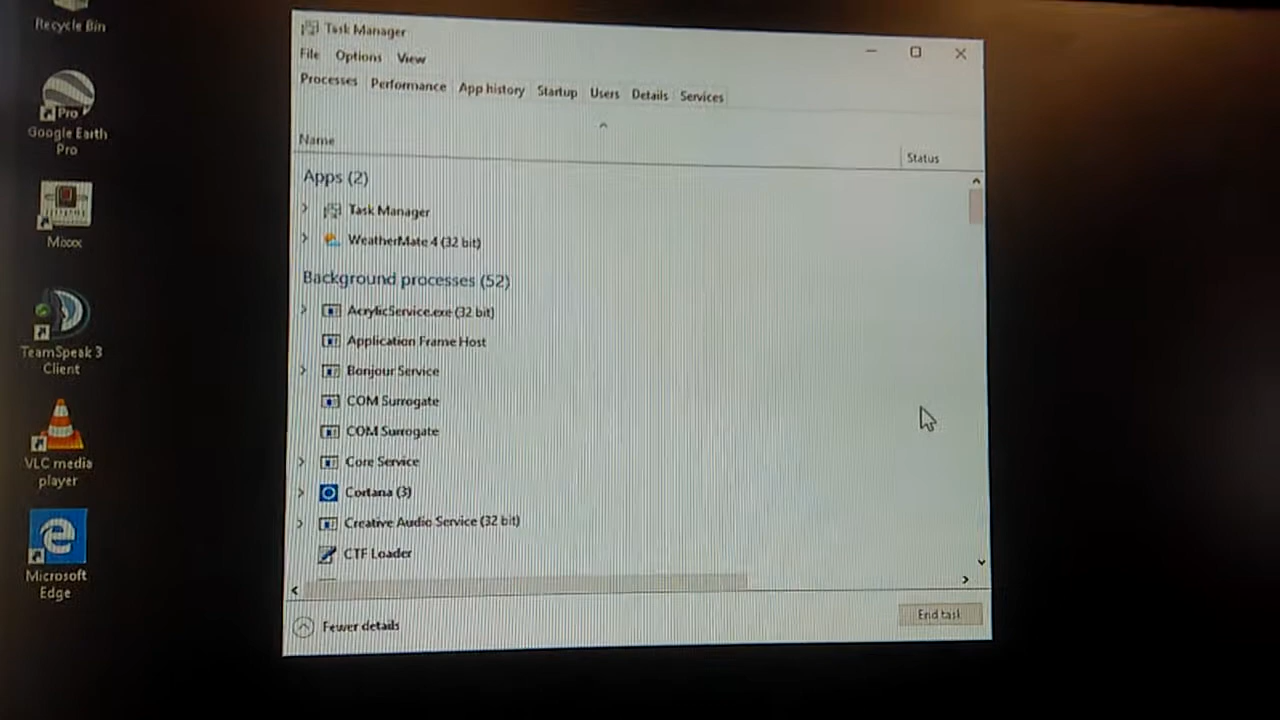 Recycle Bin
Pro
Google Earth
Pro
Mixxx
TeamSpeak 3
Client
VLC media
player
Microsoft
Edge
Task Manager
File Options View
Processes Performance App history Startup Users Details Services
Name Status
Apps (2)
Task Manager
WeatherMate 4 (32 bit)
Background processes (52)
AcrylicService.exe (32 bit)
Application Frame Host
Bonjour Service
COM Surrogate
COM Surrogate
Core Service
Cortana (3)
Creative Audio Service (32 bit)
CTF Loader
Fewer details
End task